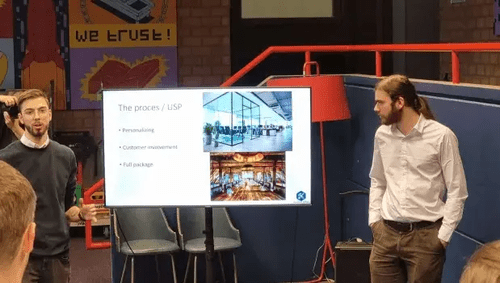 we trust!
The proces / USP
• Personalizing
• Customer involvement
• Full package